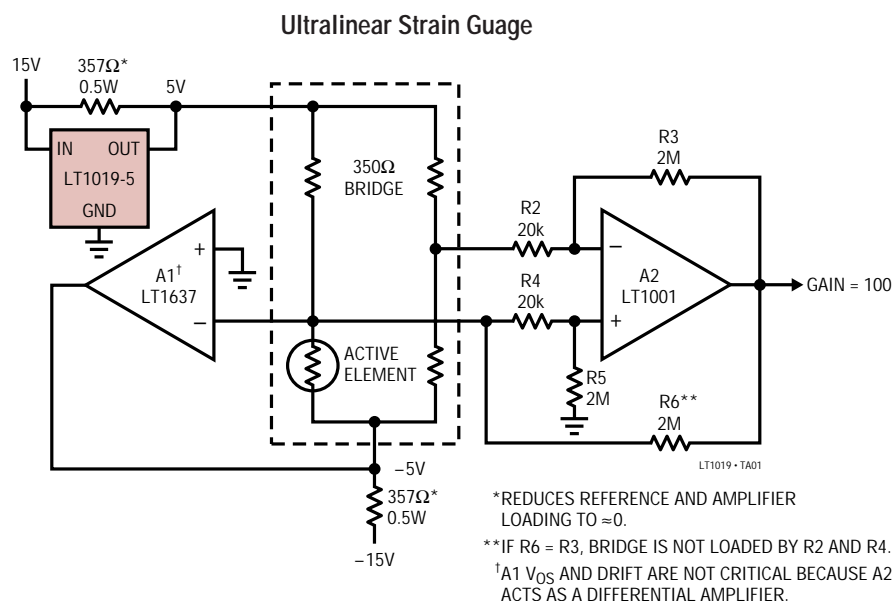 Ultralinear Strain Guage
15V
357Ω*
0.5W
5V
IN
OUT
LT1019-5
GND
350Ω
BRIDGE
R3
2M
R2
20k
A1†
LT1637
+
–
R4
20k
–
+
A2
LT1001
GAIN = 100
ACTIVE
ELEMENT
R5
2M
R6**
2M
LT1019 • TA01
–5V
357Ω*
0.5W
–15V
*REDUCES REFERENCE AND AMPLIFIER
LOADING TO ≈0.
**IF R6 = R3, BRIDGE IS NOT LOADED BY R2 AND R4.
†A1 VOS AND DRIFT ARE NOT CRITICAL BECAUSE A2
ACTS AS A DIFFERENTIAL AMPLIFIER.